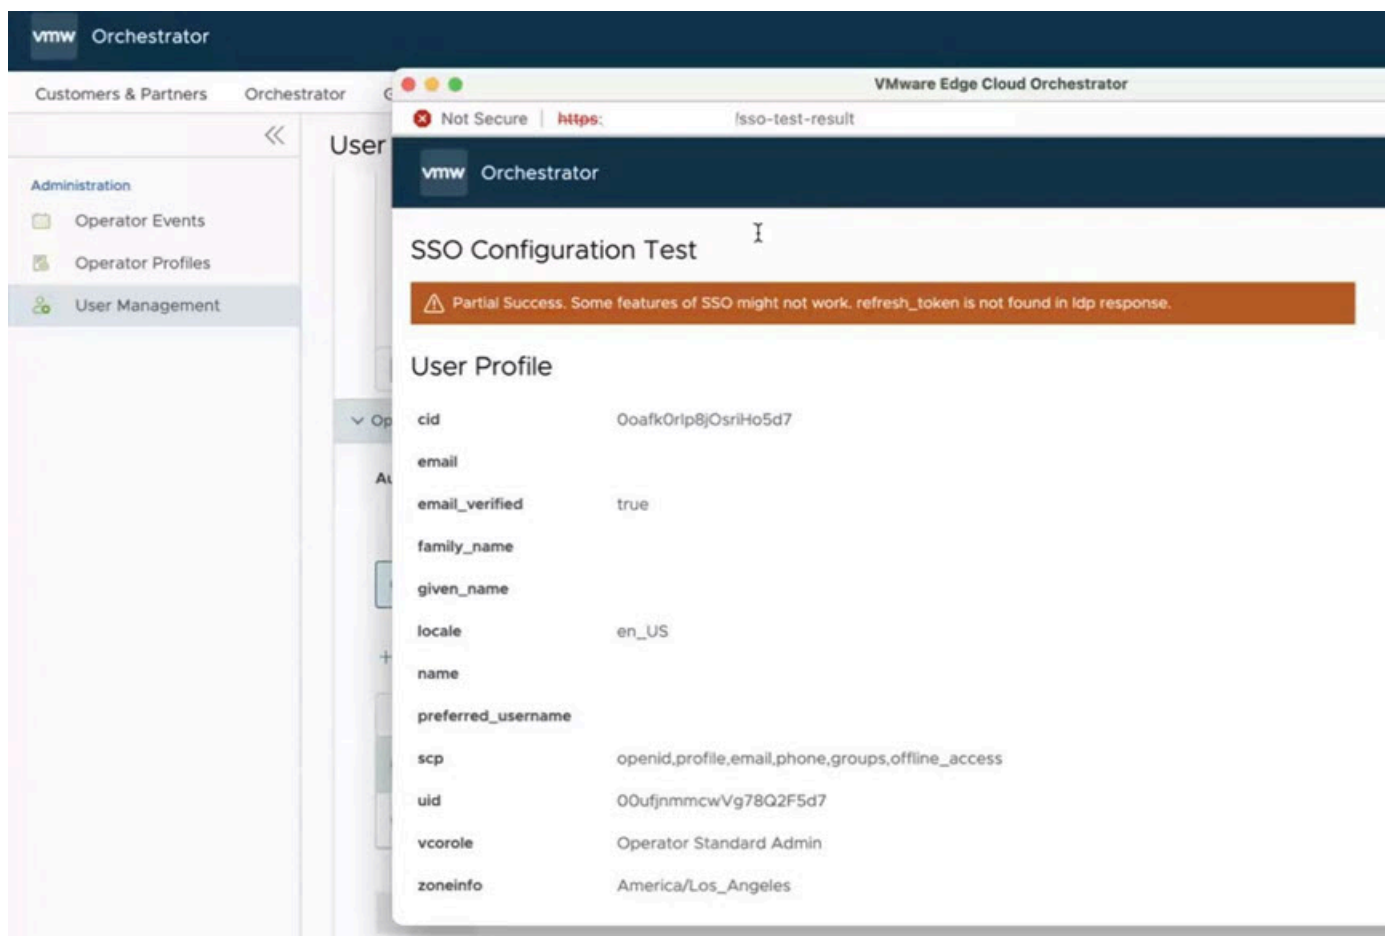 vmw Orchestrator
Customers & Partners Orchestrator
VMware Edge Cloud Orchestrator
Not Secure https: /sso-test-result
User
vmw Orchestrator
Administration
Operator Events
Operator Profiles
User Management
SSO Configuration Test
Partial Success. Some features of SSO might not work. refresh_token is not found in Idp response.
User Profile
cid 0oafk0rlp8jOsriHo5d7
email
email_verified true
family_name
given_name
locale en_US
name
preferred_username
scp openid,profile,email,phone,groups,offline_access
uid 00ufjnmmcwVg78Q2F5d7
vcorole Operator Standard Admin
zoneinfo America/Los_Angeles